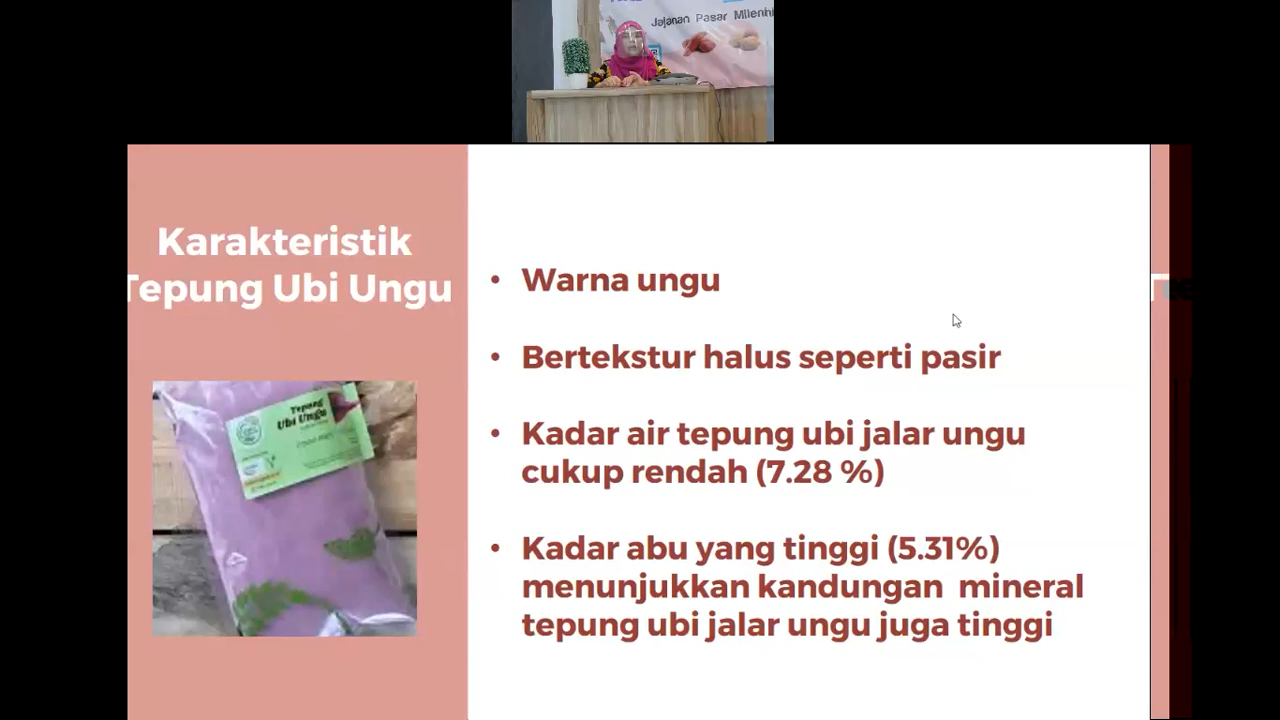 Jajanan Pasar Milenial
Karakteristik
Tepung Ubi Ungu
• Warna ungu
• Bertekstur halus seperti pasir
• Kadar air tepung ubi jalar ungu
cukup rendah (7.28 %)
• Kadar abu yang tinggi (5.31%)
menunjukkan kandungan mineral
tepung ubi jalar ungu juga tinggi
Tepung
Ubi Ungu